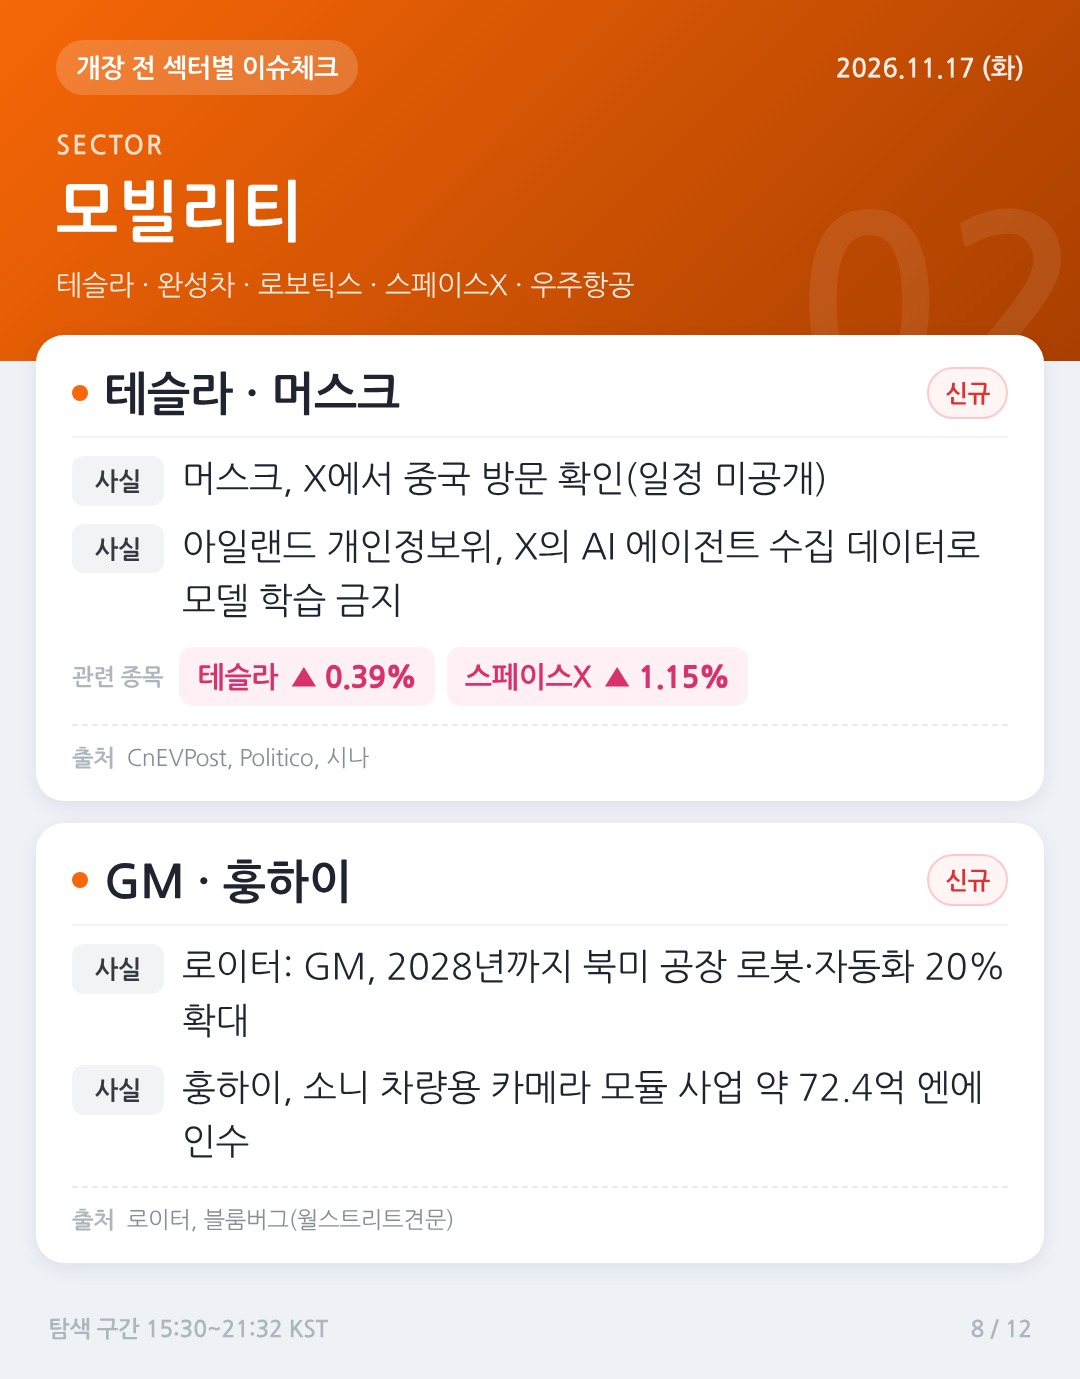 개장 전 섹터별 이슈체크
2026.11.17 (화)
SECTOR
모빌리티
테슬라 · 완성차 · 로보틱스 · 스페이스X · 우주항공
02
테슬라 · 머스크
신규
사실 머스크, X에서 중국 방문 확인(일정 미공개)
사실 아일랜드 개인정보위, X의 AI 에이전트 수집 데이터로
모델 학습 금지
관련 종목 테슬라 ▲ 0.39% 스페이스X ▲ 1.15%
출처 CnEVPost, Politico, 시나
GM · 훙하이
신규
사실 로이터: GM, 2028년까지 북미 공장 로봇·자동화 20%
확대
사실 훙하이, 소니 차량용 카메라 모듈 사업 약 72.4억 엔에
인수
출처 로이터, 블룸버그(월스트리트견문)
탐색 구간 15:30~21:32 KST
8 / 12